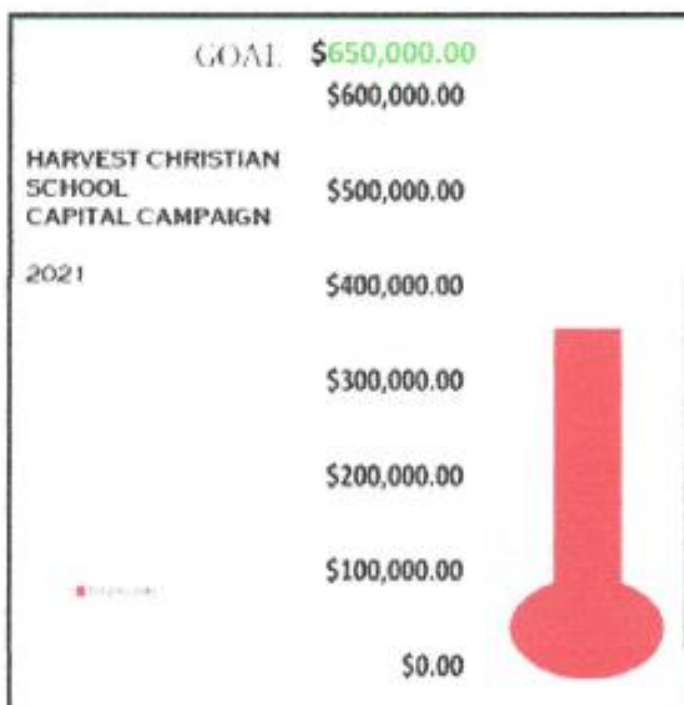 GOAL $650,000.00
$600,000.00
HARVEST CHRISTIAN
SCHOOL
CAPITAL CAMPAIGN
$500,000.00
2021
$400,000.00
$300,000.00
$200,000.00
$100,000.00
$0.00